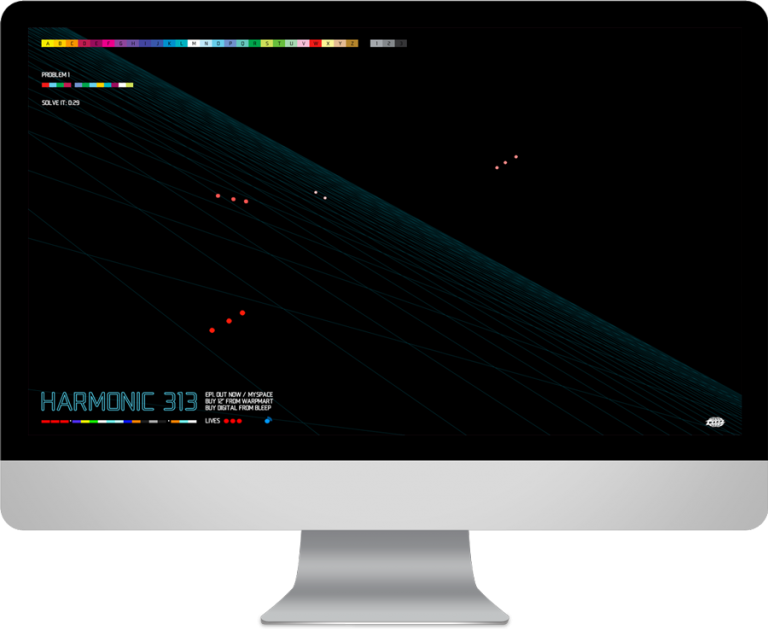 A B C D E F G H I J K L M N O P Q R S T U V W X Y Z 1 2 3
PROBLEM 1
SOLVE IT: 0:29
HARMONIC 313
EP1, OUT NOW / MYSPACE
BUY 12" FROM WARPMART
BUY DIGITAL FROM BLEEP
LIVES